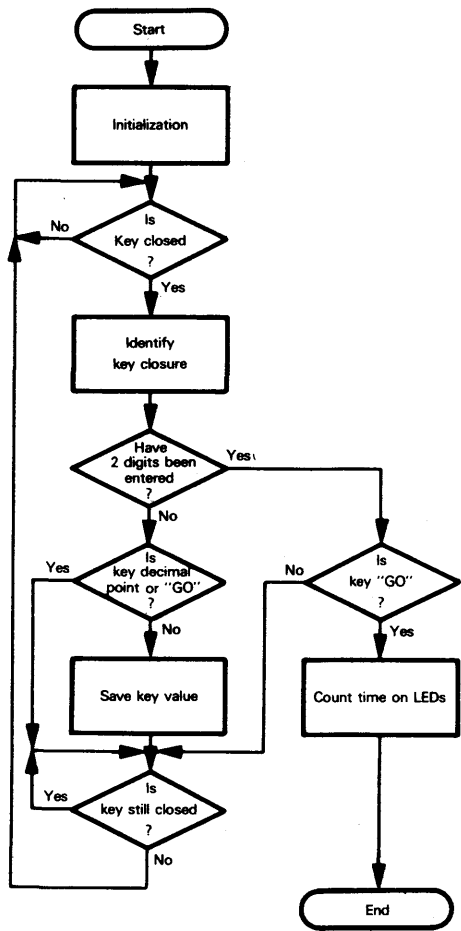 Start
Initialization
Is
Key closed
?
No
Yes
Identify
key closure
Have
2 digits been
entered
?
Yes
No
Is
key decimal
point or "GO"
?
Yes
No
Is
key "GO"
?
No
Yes
Save key value
Count time on LEDs
Is
key still closed
?
Yes
No
End